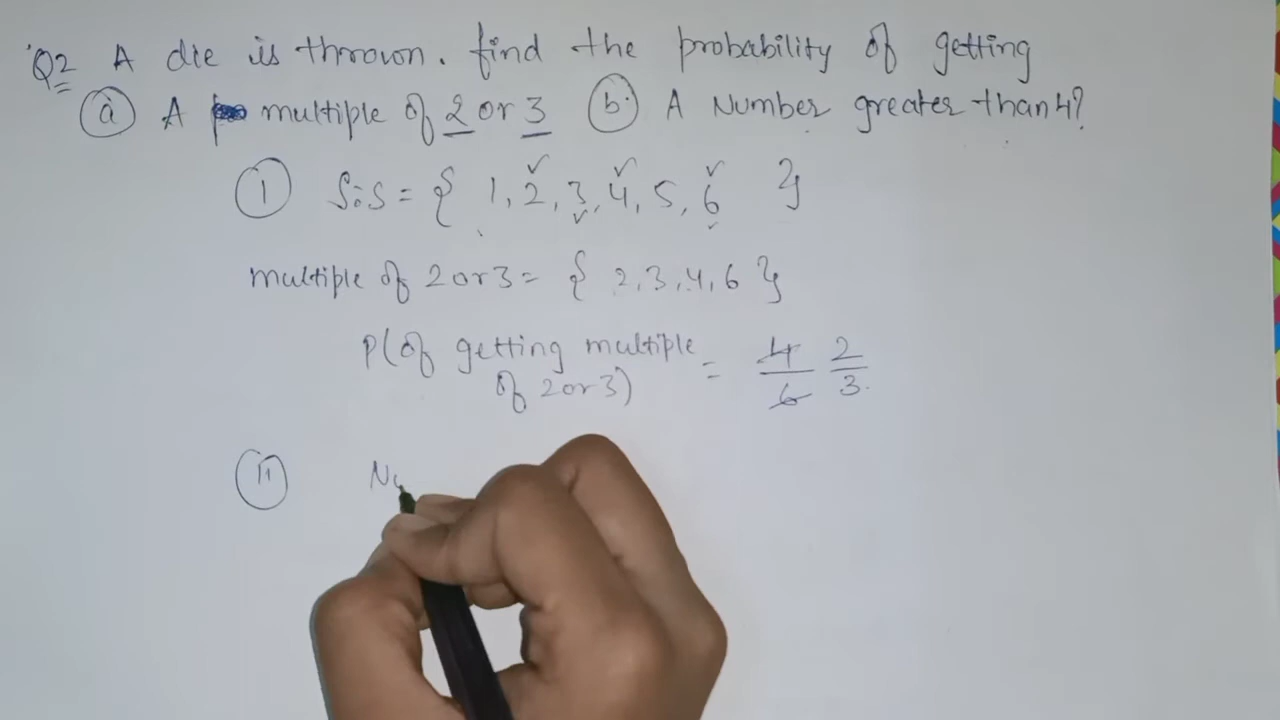 Q2 A die is thrown. find the probability of getting
(a) A multiple of 2 or 3 (b) A Number greater than 4?
(1) S.S = { 1, 2, 3, 4, 5, 6 }
multiple of 2 or 3 = { 2, 3, 4, 6 }
P(of getting multiple of 2 or 3) = 4/6 2/3.
(11)